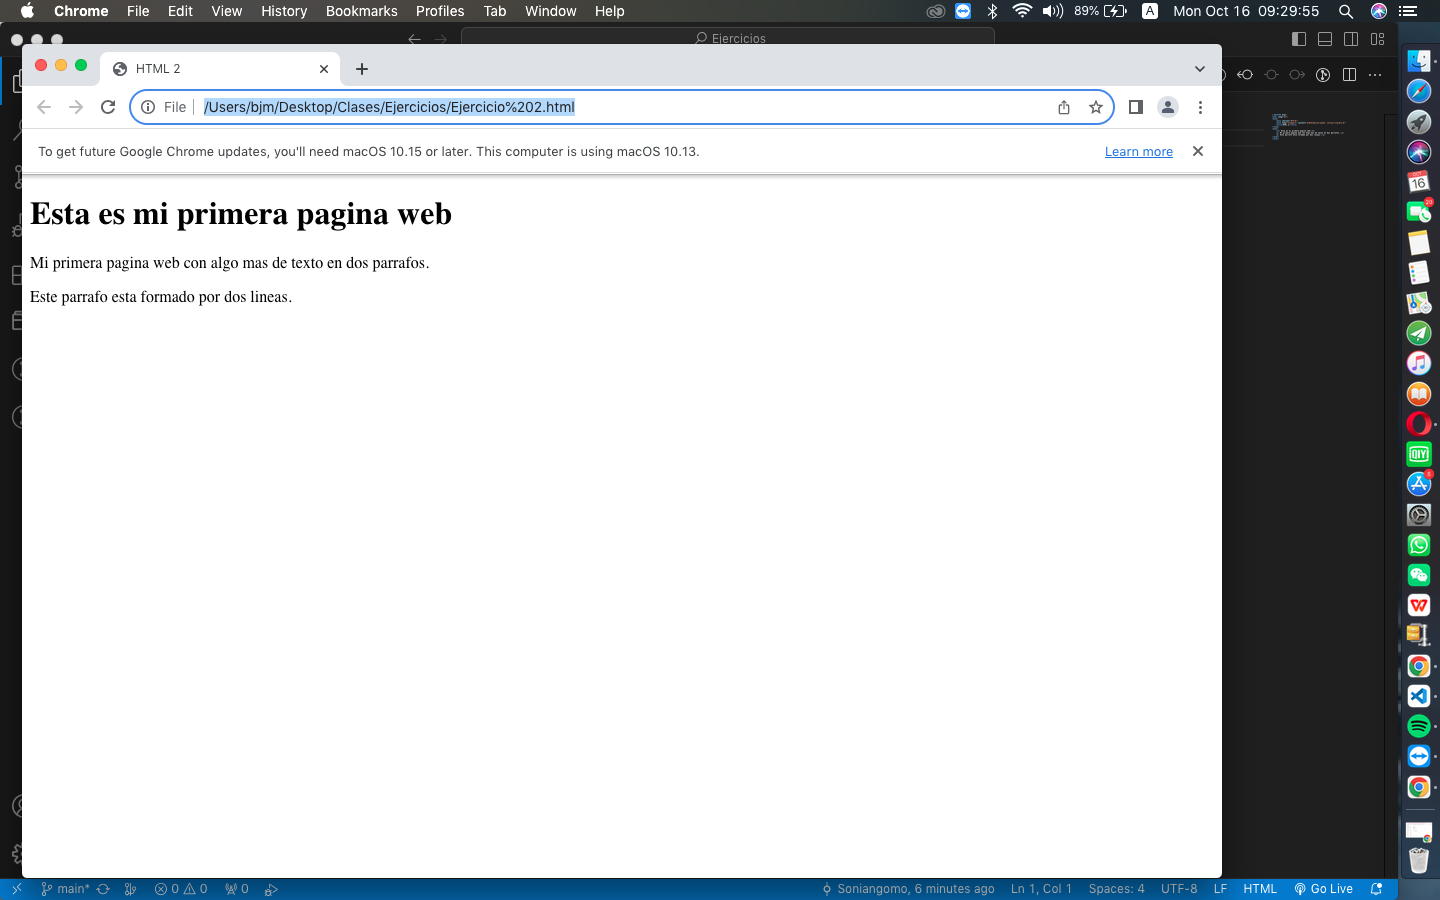 Chrome File Edit View History Bookmarks Profiles Tab Window Help 89% A Mon Oct 16 09:29:55
Ejercicios
HTML 2
File /Users/bjm/Desktop/Clases/Ejercicios/Ejercicio%202.html
To get future Google Chrome updates, you'll need macOS 10.15 or later. This computer is using macOS 10.13. Learn more
Esta es mi primera pagina web
Mi primera pagina web con algo mas de texto en dos parrafos.
Este parrafo esta formado por dos lineas.
OCT
16
QIY
main* 0 0 0 Soniangomo, 6 minutes ago Ln 1, Col 1 Spaces: 4 UTF-8 LF HTML Go Live